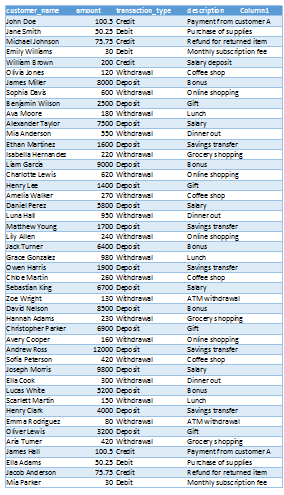 customer_name amount transaction_type description Column1
John Doe 100.5 Credit Payment from customer A
Jane Smith 50.25 Debit Purchase of supplies
Michael Johnson 75.75 Credit Refund for returned item
Emily Williams 30 Debit Monthly subscription fee
William Brown 200 Credit Salary deposit
Olivia Jones 120 Withdrawal Coffee shop
James Miller 8000 Deposit Bonus
Sophia Davis 600 Withdrawal Online shopping
Benjamin Wilson 2500 Deposit Gift
Ava Moore 180 Withdrawal Lunch
Alexander Taylor 7500 Deposit Salary
Mia Anderson 550 Withdrawal Dinner out
Ethan Martinez 1600 Deposit Savings transfer
Isabella Hernandez 220 Withdrawal Grocery shopping
Liam Garcia 9000 Deposit Bonus
Charlotte Lewis 620 Withdrawal Online shopping
Henry Lee 1400 Deposit Gift
Amelia Walker 270 Withdrawal Coffee shop
Daniel Perez 5800 Deposit Salary
Luna Hall 950 Withdrawal Dinner out
Matthew Young 1700 Deposit Savings transfer
Lily Allen 240 Withdrawal Online shopping
Jack Turner 6400 Deposit Bonus
Grace Gonzalez 980 Withdrawal Lunch
Owen Harris 1900 Deposit Savings transfer
Chloe Martin 260 Withdrawal Coffee shop
Sebastian King 6700 Deposit Salary
Zoe Wright 130 Withdrawal ATM withdrawal
David Nelson 8500 Deposit Bonus
Hannah Adams 230 Withdrawal Grocery shopping
Christopher Parker 6900 Deposit Gift
Avery Cooper 160 Withdrawal Online shopping
Andrew Ross 12000 Deposit Savings transfer
Sofia Peterson 420 Withdrawal Coffee shop
Joseph Morris 9800 Deposit Salary
Ella Cook 300 Withdrawal Dinner out
Lucas White 5200 Deposit Bonus
Scarlett Martin 150 Withdrawal Lunch
Henry Clark 4000 Deposit Savings transfer
Emma Rodriguez 80 Withdrawal ATM withdrawal
Oliver Lewis 3200 Deposit Gift
Aria Turner 420 Withdrawal Grocery shopping
James Hall 100.5 Credit Payment from customer A
Ella Adams 50.25 Debit Purchase of supplies
Jacob Anderson 75.75 Credit Refund for returned item
Mia Parker 30 Debit Monthly subscription fee